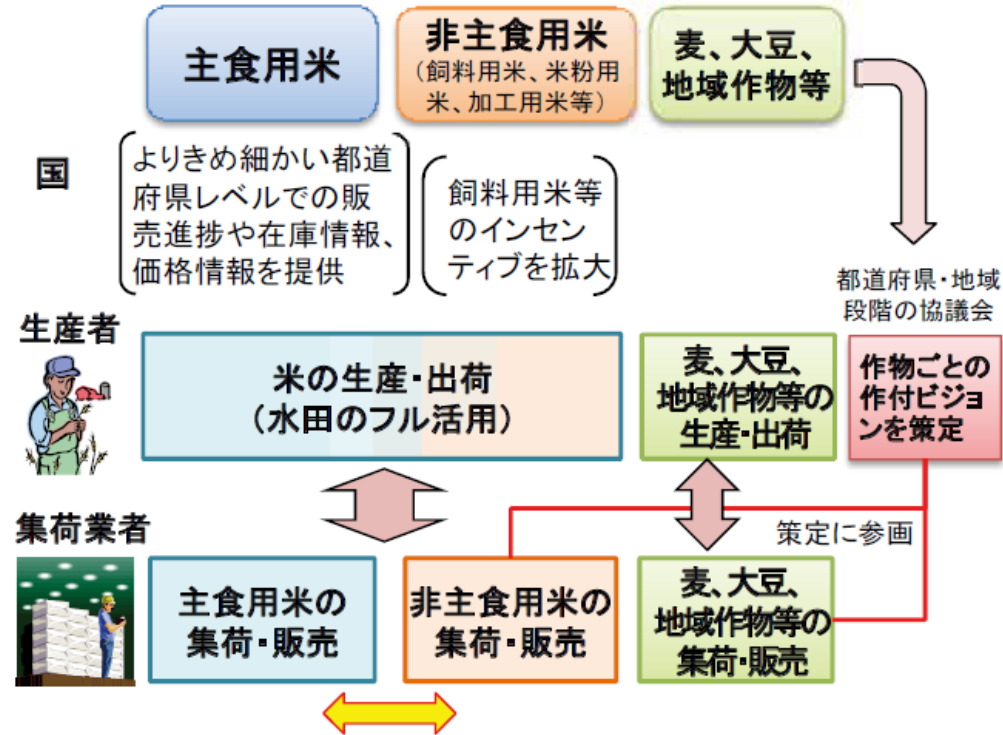 主食用米
非主食用米
（飼料用米、米粉用
米、加工用米等）
麦、大豆、
地域作物等
国
よりきめ細かい都道
府県レベルでの販
売進捗や在庫情報、
価格情報を提供
飼料用米等
のインセン
ティブを拡大
都道府県・地域
段階の協議会
生産者
米の生産・出荷
（水田のフル活用）
麦、大豆、
地域作物等の
生産・出荷
作物ごとの
作付ビジョ
ンを策定
集荷業者
策定に参画
主食用米の
集荷・販売
非主食用米の
集荷・販売
麦、大豆、
地域作物等の
集荷・販売